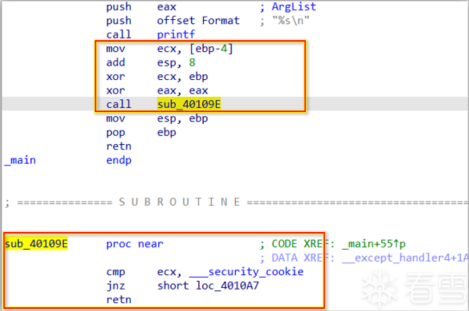 push eax ; ArgList
push offset Format ; "%s\n"
call printf
mov ecx, [ebp-4]
add esp, 8
xor ecx, ebp
xor eax, eax
call sub_40109E
mov esp, ebp
pop ebp
retn
_main endp
; =============== S U B R O U T I N E =======================================
sub_40109E proc near ; CODE XREF: _main+55↑p
; DATA XREF: __except_handler4+1A
cmp ecx, ___security_cookie
jnz short loc_4010A7
retn
看雪